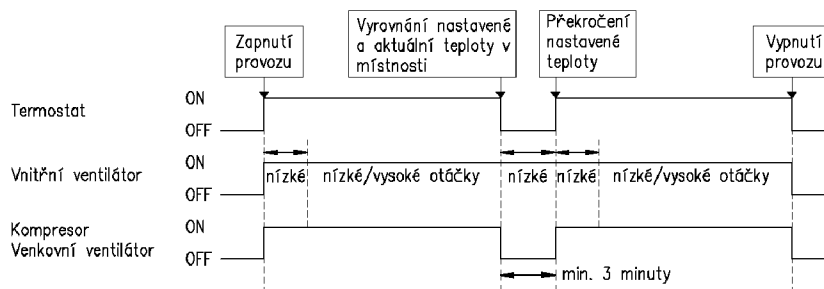 Zapnutí
provozu
Vyrovnání nastavené
a aktuální teploty v
místnosti
Překročení
nastavené
teploty
Vypnutí
provozu
Termostat
ON
OFF
Vnitřní ventilátor
ON
OFF
nízké
nízké/vysoké otáčky
nízké
nízké
nízké/vysoké otáčky
Kompresor
Venkovní ventilátor
ON
OFF
min. 3 minuty